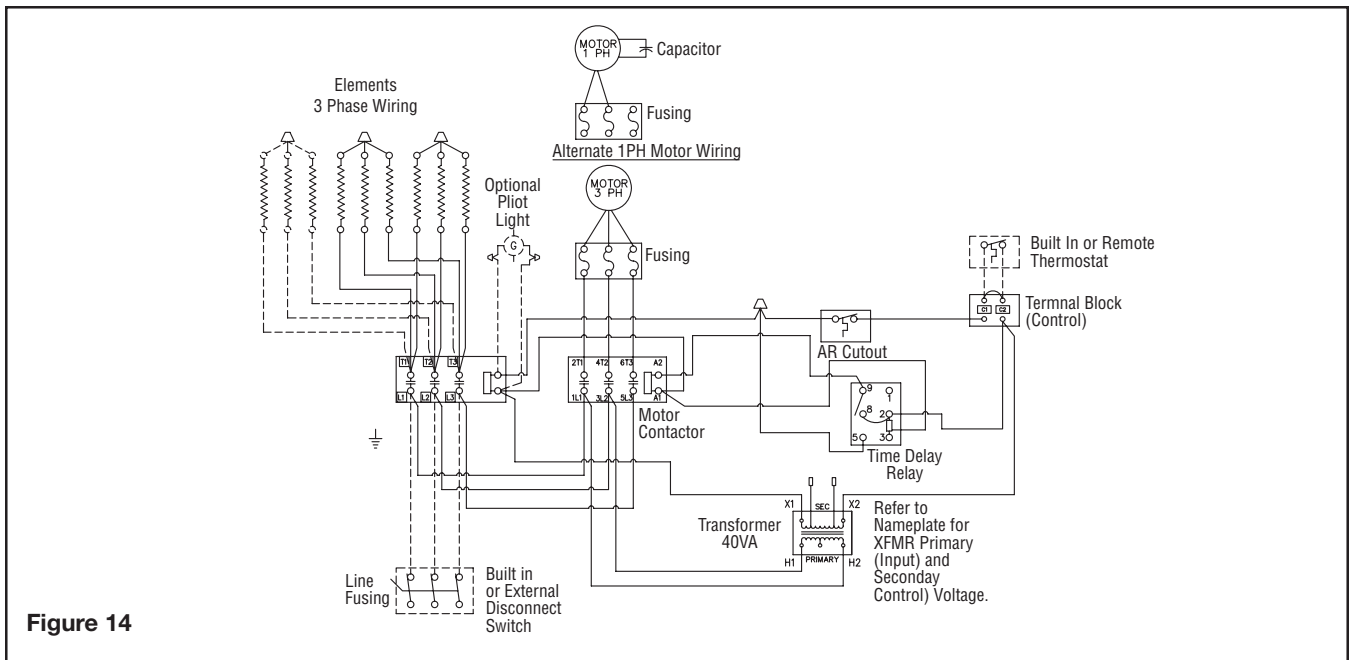 MOTOR
1 PH
Capacitor
Elements
3 Phase Wiring
Fusing
Alternate 1PH Motor Wiring
Optional
Pliot
Light
G
MOTOR
3 PH
Fusing
Built In or Remote
Thermostat
C1 C2
Termnal Block
(Control)
AR Cutout
T1 T2 T3
2T1 4T2 6T3 A2
L1 L2 L3
1L1 3L2 5L3 A1
Motor
Contactor
9 1
8 2
5 3
Time Delay
Relay
X1 SEC X2
Transformer
40VA
H1 PRIMARY H2
Refer to
Nameplate for
XFMR Primary
(Input) and
Seconday
Control) Voltage.
Line
Fusing
Built in
or External
Disconnect
Switch
Figure 14